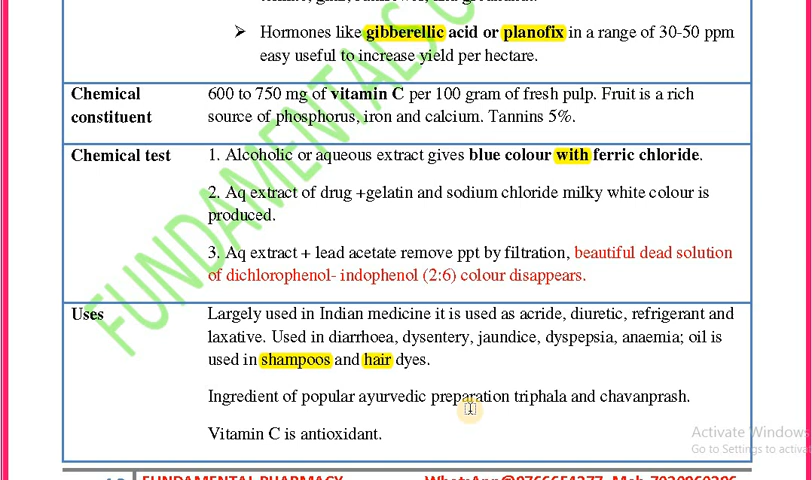 Hormones like gibberellic acid or planofix in a range of 30-50 ppm
easy useful to increase yield per hectare.
Chemical
constituent
600 to 750 mg of vitamin C per 100 gram of fresh pulp. Fruit is a rich
source of phosphorus, iron and calcium. Tannins 5%.
Chemical test
1. Alcoholic or aqueous extract gives blue colour with ferric chloride.
2. Aq extract of drug +gelatin and sodium chloride milky white colour is
produced.
3. Aq extract + lead acetate remove ppt by filtration, beautiful dead solution
of dichlorophenol- indophenol (2:6) colour disappears.
Uses
Largely used in Indian medicine it is used as acride, diuretic, refrigerant and
laxative. Used in diarrhoea, dysentery, jaundice, dyspepsia, anaemia; oil is
used in shampoos and hair dyes.
Ingredient of popular ayurvedic preparation triphala and chavanprash.
Vitamin C is antioxidant.
FUNDAMENTALS
Activate Windows
Go to Settings to activa
FUNDAMENTAL PHARMACY